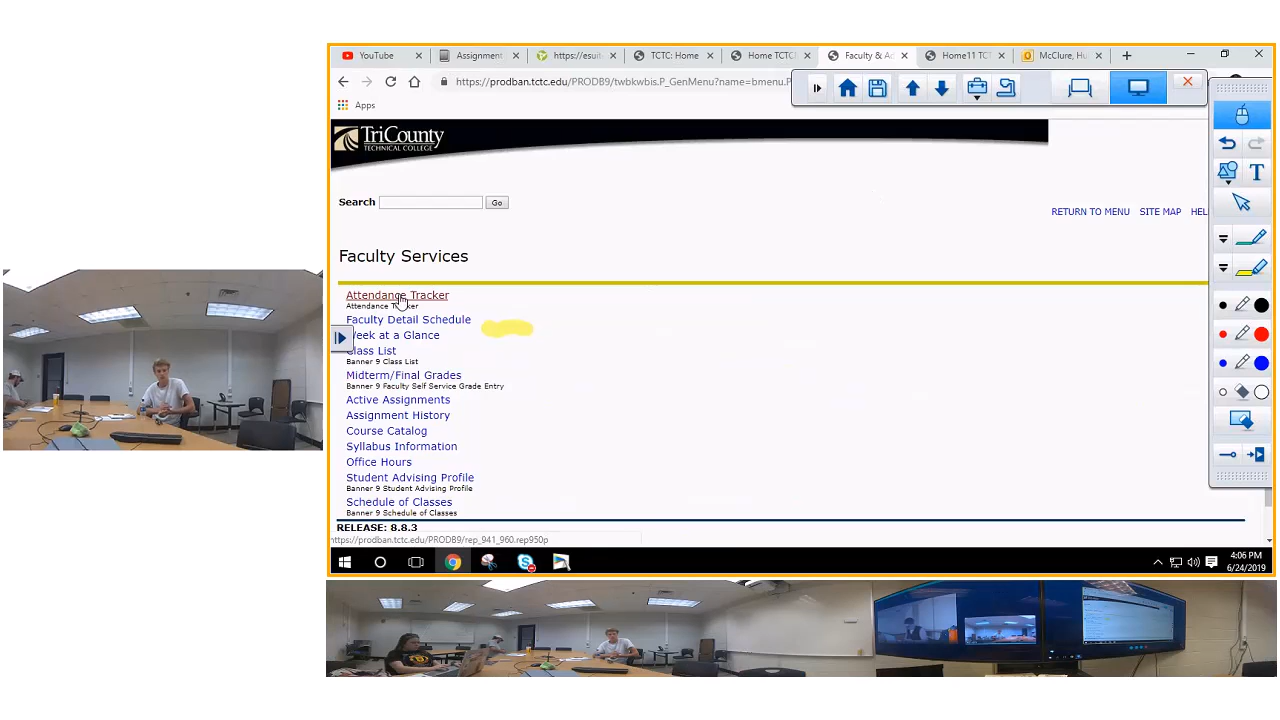 YouTube
Assignment
https://esuit
TCTC: Home
Home TCTC
Faculty & A
Home11 TCT
McClure, Hu
https://prodban.tctc.edu/PRODB9/twbkwbis.P_GenMenu?name=bmenu.P
Apps
TriCounty
TECHNICAL COLLEGE
Search
Go
RETURN TO MENU SITE MAP HEL
T
Faculty Services
Attendance Tracker
Attendance Tracker
Faculty Detail Schedule
Week at a Glance
Class List
Banner 9 Class List
Midterm/Final Grades
Banner 9 Faculty Self Service Grade Entry
Active Assignments
Assignment History
Course Catalog
Syllabus Information
Office Hours
Student Advising Profile
Banner 9 Student Advising Profile
Schedule of Classes
Banner 9 Schedule of Classes
RELEASE: 8.8.3
https://prodban.tctc.edu/PRODB9/rep_941_960.rep950p
4:06 PM
6/24/2019